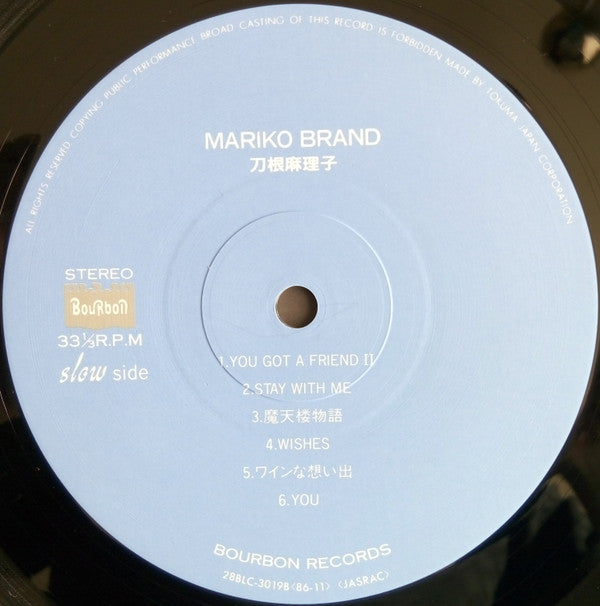 ALL RIGHTS RESERVED COPYING PUBLIC PERFORMANCE BROAD CASTING OF THIS RECORD IS FORBIDDEN MADE BY TOKUMA JAPAN CORPORATION
MARIKO BRAND
刀根麻理子
STEREO
BouRbon
33⅓R.P.M
slow side
1.YOU GOT A FRIEND II
2.STAY WITH ME
3.魔天楼物語
4.WISHES
5.ワインな想い出
6.YOU
BOURBON RECORDS
28BLC-3019B〈86-11〉〈JASRAC〉